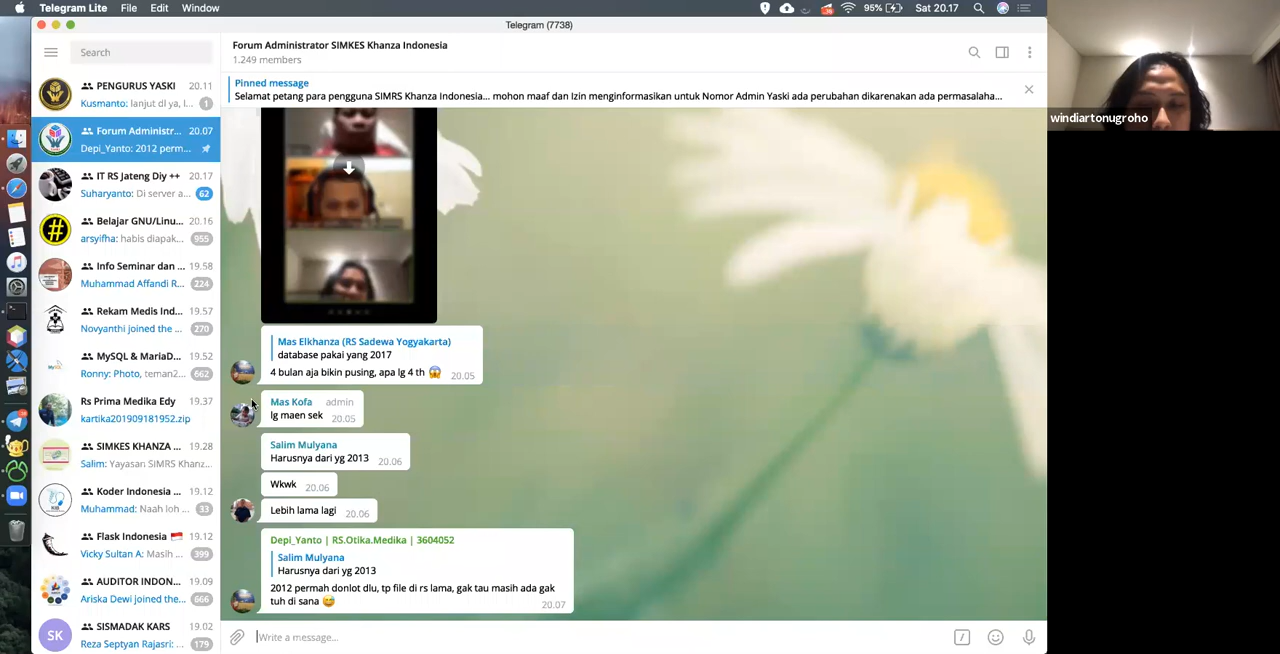 Telegram Lite File Edit Window
95% Sat 20.17
Telegram (7738)
Search
PENGURUS YASKI 20.11
Kusmanto: lanjut dl ya, l... 1
Forum Administr... 20.07
Depi_Yanto: 2012 perm...
IT RS Jateng Diy ++ 20.17
Suharyanto: Di server a... 62
Belajar GNU/Linu... 20.16
arsyifha: habis diapak... 955
Info Seminar dan ... 19.58
Muhammad Affandi R... 224
Rekam Medis Ind... 19.57
Novyanthi joined the ... 270
MySQL & MariaD... 19.52
Ronny: Photo, teman2... 662
Rs Prima Medika Edy 19.37
kartika201909181952.zip
SIMKES KHANZA ... 19.28
Salim: Yayasan SIMRS Khanz...
Koder Indonesia ... 19.12
Muhammad: Naah loh ... 33
Flask Indonesia 🇮🇩 19.12
Vicky Sultan A: Masih ... 399
AUDITOR INDON... 19.09
Ariska Dewi joined the... 666
SK
SISMADAK KARS 19.02
Reza Septyan Rajasri: ... 179
Forum Administrator SIMKES Khanza Indonesia
1.249 members
Pinned message
Selamat petang para pengguna SIMRS Khanza Indonesia... mohon maaf dan Izin menginformasikan untuk Nomor Admin Yaski ada perubahan dikarenakan ada permasalaha...
Mas Elkhanza (RS Sadewa Yogyakarta)
database pakai yang 2017
4 bulan aja bikin pusing, apa lg 4 th 😱 20.05
Mas Kofa admin
lg maen sek 20.05
Salim Mulyana
Harusnya dari yg 2013 20.06
Wkwk 20.06
Lebih lama lagi 20.06
Depi_Yanto | RS.Otika.Medika | 3604052
Salim Mulyana
Harusnya dari yg 2013
2012 permah donlot dlu, tp file di rs lama, gak tau masih ada gak
tuh di sana 😅 20.07
Write a message...
windiartonugroho